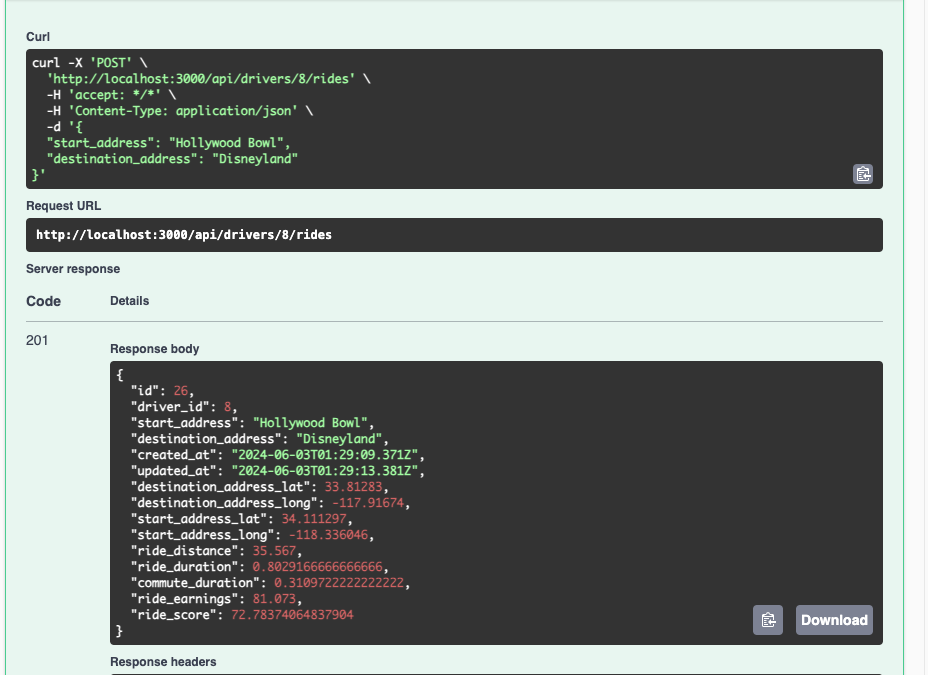 Curl
curl -X 'POST' \
  'http://localhost:3000/api/drivers/8/rides' \
  -H 'accept: */*' \
  -H 'Content-Type: application/json' \
  -d '{
  "start_address": "Hollywood Bowl",
  "destination_address": "Disneyland"
}'
Request URL
http://localhost:3000/api/drivers/8/rides
Server response
Code Details
201
Response body
{
  "id": 26,
  "driver_id": 8,
  "start_address": "Hollywood Bowl",
  "destination_address": "Disneyland",
  "created_at": "2024-06-03T01:29:09.371Z",
  "updated_at": "2024-06-03T01:29:13.381Z",
  "destination_address_lat": 33.81283,
  "destination_address_long": -117.91674,
  "start_address_lat": 34.111297,
  "start_address_long": -118.336046,
  "ride_distance": 35.567,
  "ride_duration": 0.8029166666666666,
  "commute_duration": 0.3109722222222222,
  "ride_earnings": 81.073,
  "ride_score": 72.78374064837904
}
Download
Response headers